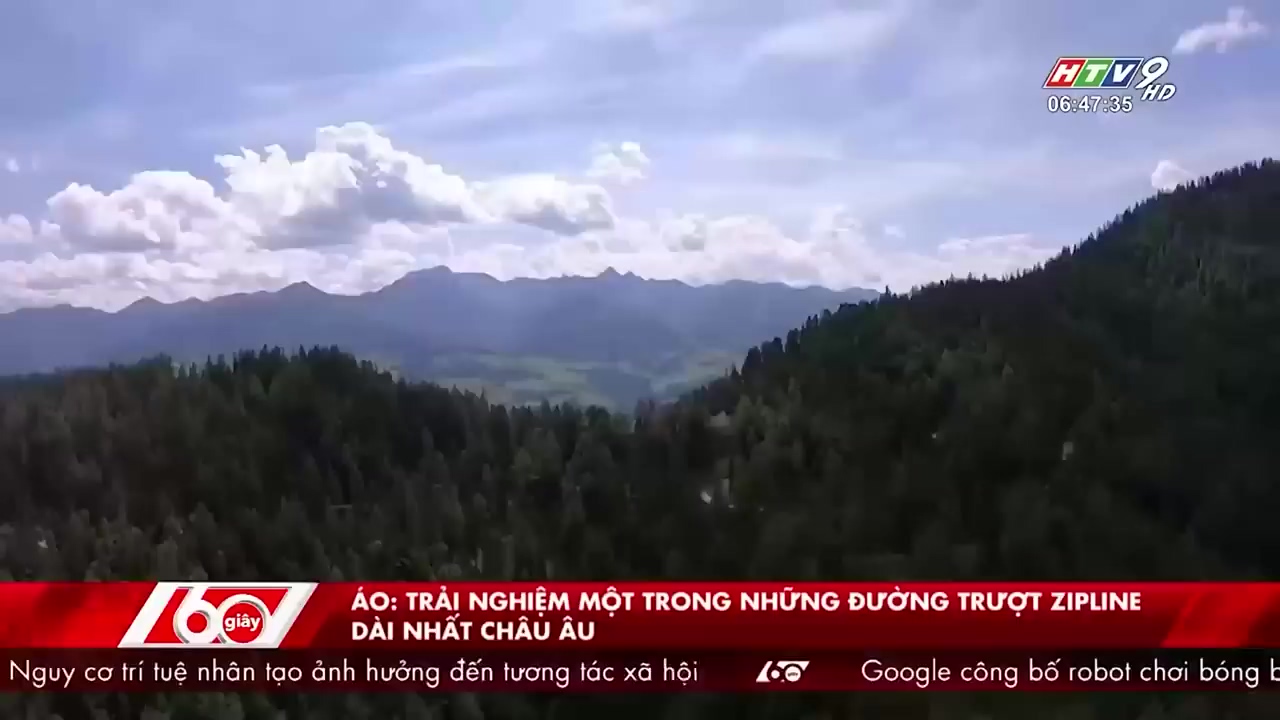 HTV9
HD
06:47:35
60 giây
ÁO: TRẢI NGHIỆM MỘT TRONG NHỮNG ĐƯỜNG TRƯỢT ZIPLINE
DÀI NHẤT CHÂU ÂU
Nguy cơ trí tuệ nhân tạo ảnh hưởng đến tương tác xã hội
60
Google công bố robot chơi bóng b